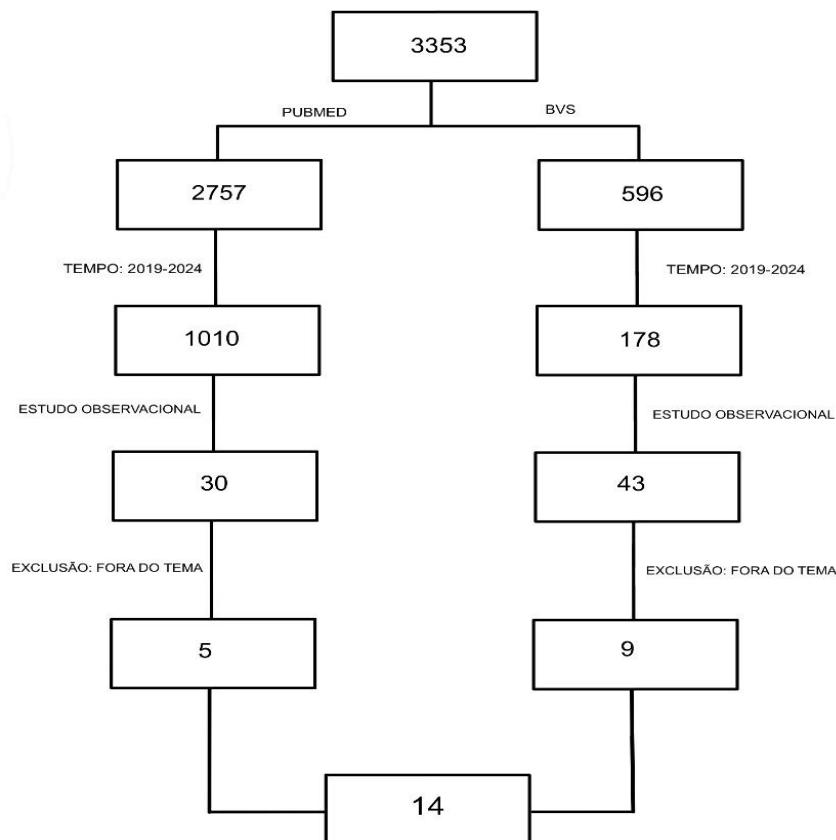 3353
PUBMED
BVS
2757
596
TEMPO: 2019-2024
TEMPO: 2019-2024
1010
178
ESTUDO OBSERVACIONAL
ESTUDO OBSERVACIONAL
30
43
EXCLUSÃO: FORA DO TEMA
EXCLUSÃO: FORA DO TEMA
5
9
14